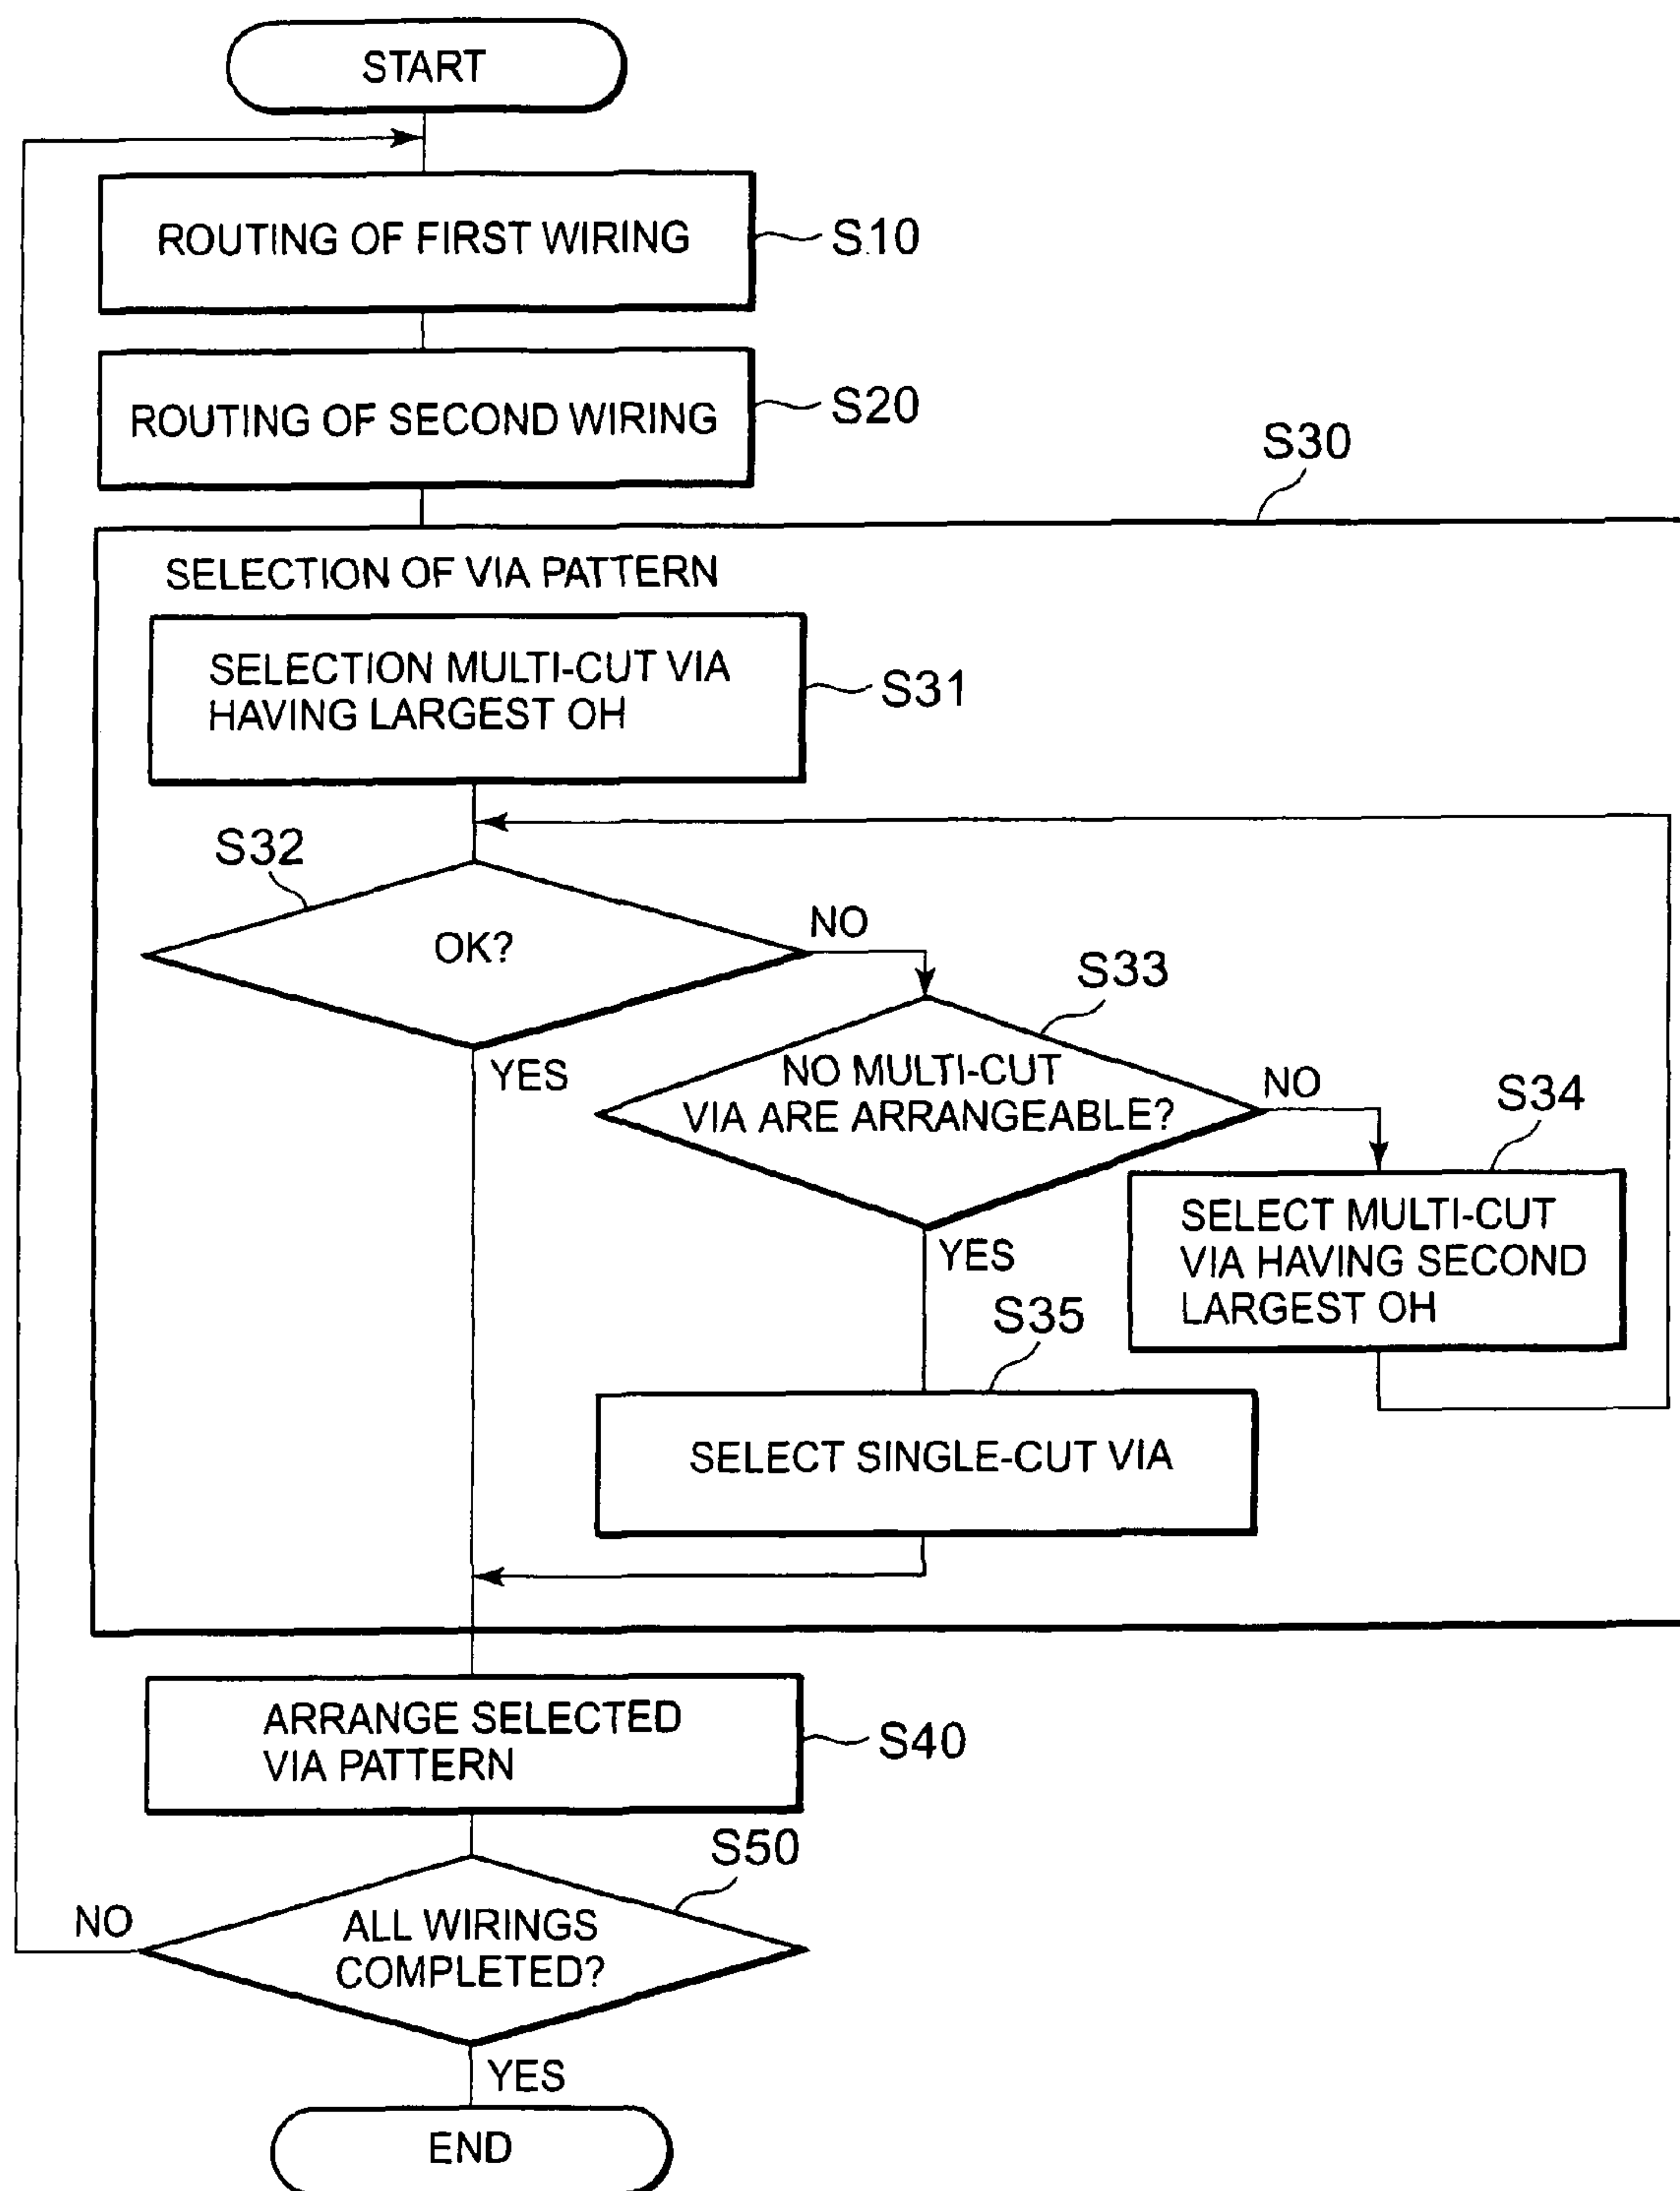 START
ROUTING OF FIRST WIRING
S10
ROUTING OF SECOND WIRING
S20
S30
SELECTION OF VIA PATTERN
SELECTION MULTI-CUT VIA
HAVING LARGEST OH
S31
S32
OK?
NO
YES
S33
NO MULTI-CUT
VIA ARE ARRANGEABLE?
NO
YES
S34
SELECT MULTI-CUT
VIA HAVING SECOND
LARGEST OH
S35
SELECT SINGLE-CUT VIA
ARRANGE SELECTED
VIA PATTERN
S40
S50
ALL WIRINGS
COMPLETED?
NO
YES
END